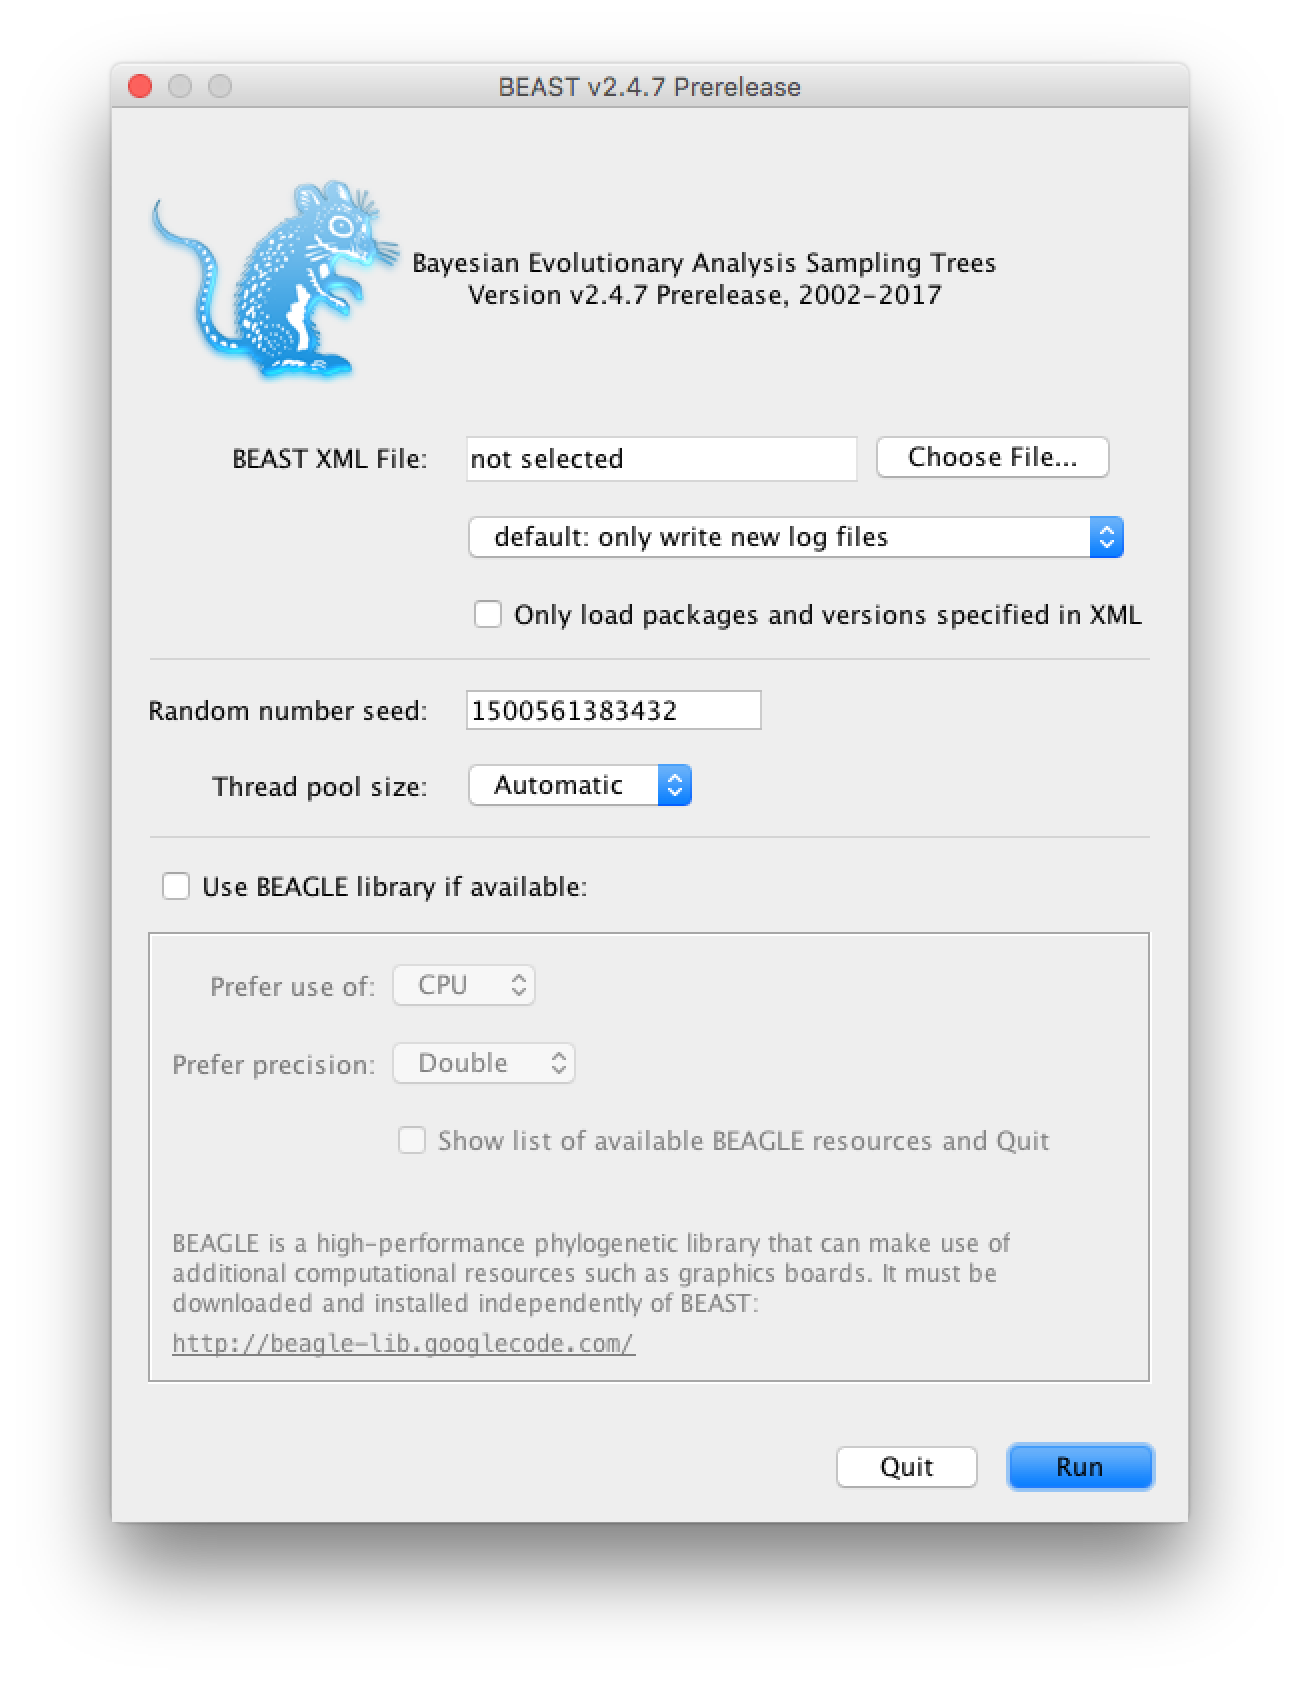 BEAST v2.4.7 Prerelease
Bayesian Evolutionary Analysis Sampling Trees
Version v2.4.7 Prerelease, 2002–2017
BEAST XML File: not selected Choose File...
default: only write new log files
Only load packages and versions specified in XML
Random number seed: 1500561383432
Thread pool size: Automatic
Use BEAGLE library if available:
Prefer use of: CPU
Prefer precision: Double
Show list of available BEAGLE resources and Quit
BEAGLE is a high–performance phylogenetic library that can make use of
additional computational resources such as graphics boards. It must be
downloaded and installed independently of BEAST:
http://beagle-lib.googlecode.com/
Quit Run